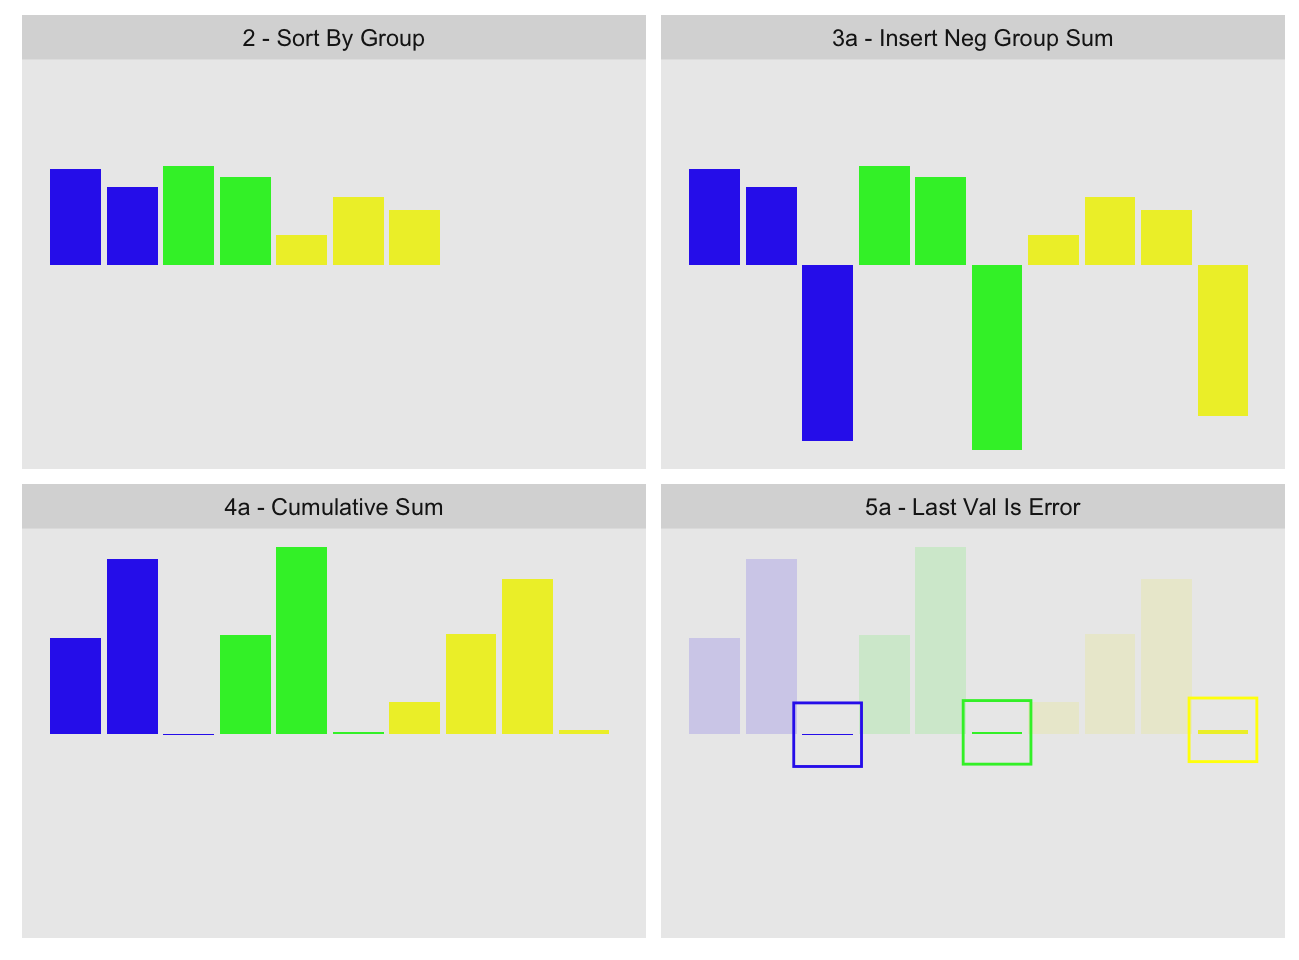 2 - Sort By Group
3a - Insert Neg Group Sum
4a - Cumulative Sum
5a - Last Val Is Error